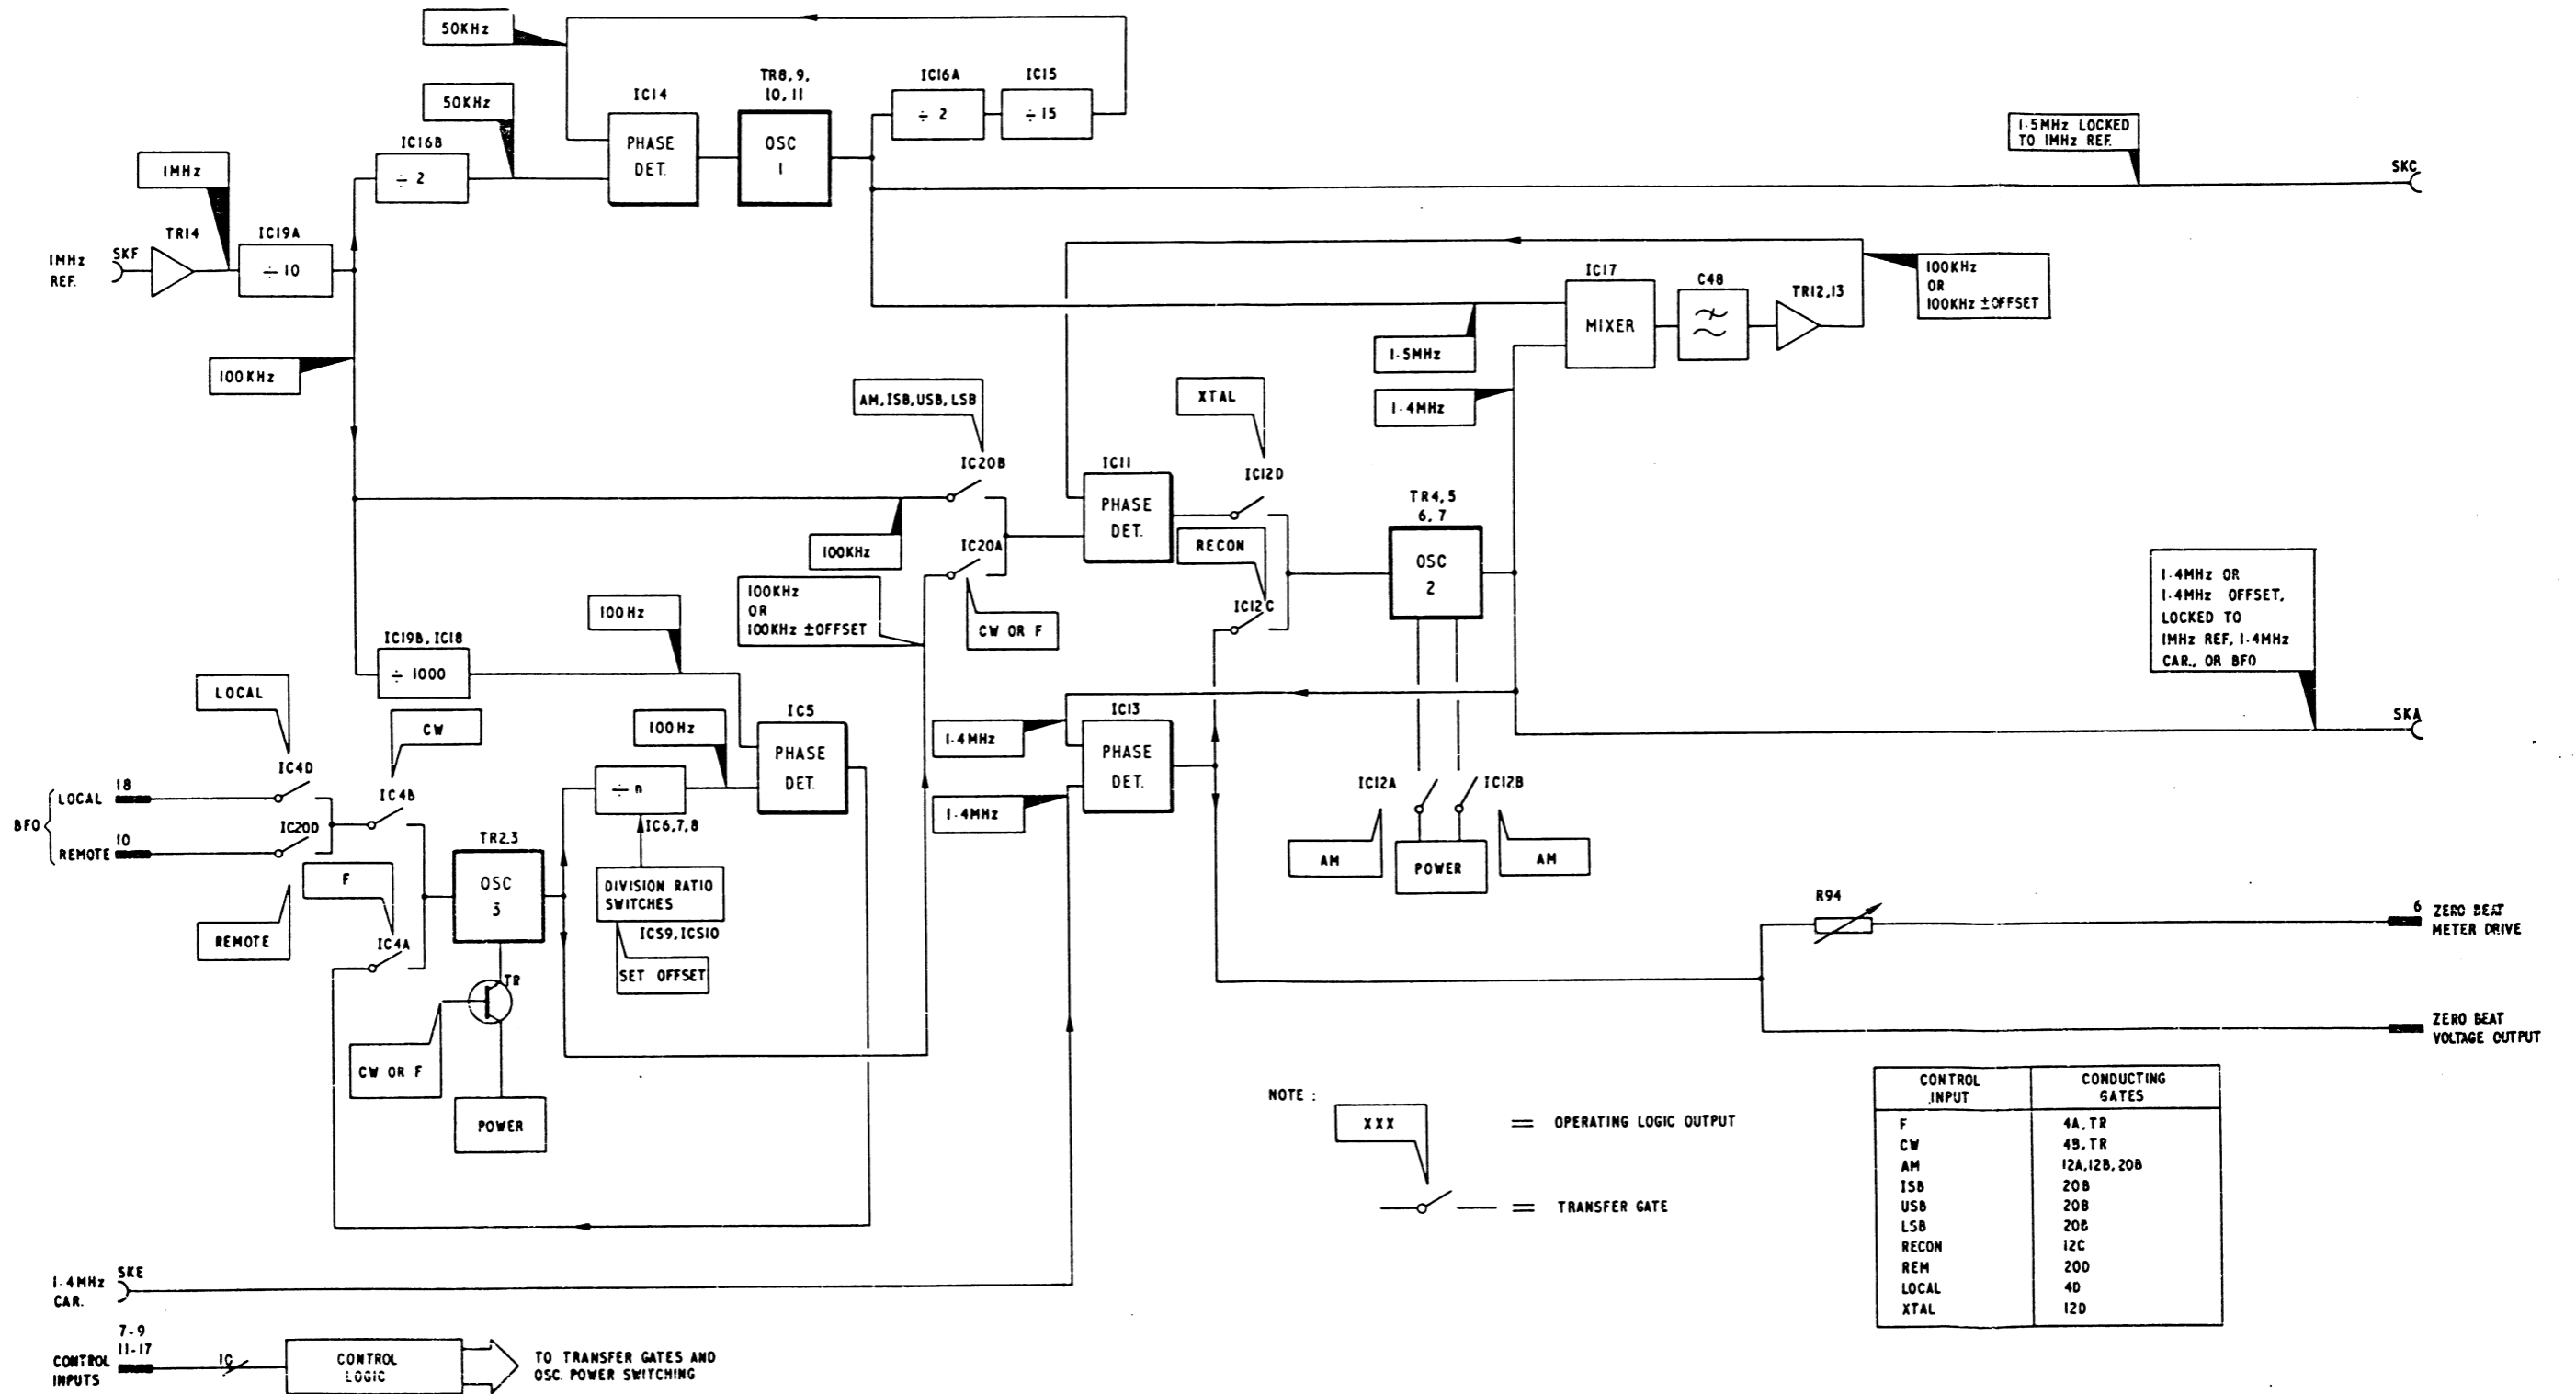 50KHz
TR8, 9,
10, 11
IC16A
IC15
IC14
50KHz
÷ 2
÷ 15
PHASE
DET.
OSC
1
1·5MHz LOCKED
TO 1MHz REF.
SKC
IC16B
÷ 2
1MHz
TR14
IC19A
SKF
1MHz
REF.
÷ 10
IC17
C48
TR12, 13
MIXER
100KHz
OR
100KHz ±OFFSET
1·5MHz
1·4MHz
100KHz
AM, ISB, USB, LSB
XTAL
IC20B
IC11
IC12D
PHASE
DET.
TR4, 5
6, 7
OSC
2
100KHz
IC20A
RECON
100KHz
OR
100KHz ±OFFSET
CW OR F
IC12C
1·4MHz OR
1·4MHz OFFSET,
LOCKED TO
1MHz REF, 1·4MHz
CAR., OR BFO
SKA
100Hz
IC19B, IC18
÷ 1000
LOCAL
CW
100Hz
IC5
PHASE
DET.
1·4MHz
IC13
PHASE
DET.
1·4MHz
IC4D
IC4B
÷ n
IC6, 7, 8
BFO
LOCAL
18
REMOTE
10
IC20D
IC12A
IC12B
AM
POWER
AM
TR2,3
OSC
3
F
DIVISION RATIO
SWITCHES
ICS9, ICS10
SET OFFSET
REMOTE
IC4A
TR
CW OR F
POWER
R94
6
ZERO BEAT
METER DRIVE
ZERO BEAT
VOLTAGE OUTPUT
NOTE :
XXX
= OPERATING LOGIC OUTPUT
= TRANSFER GATE
CONTROL INPUT
CONDUCTING GATES
F 4A, TR
CW 4B, TR
AM 12A, 12B, 20B
ISB 20B
USB 20B
LSB 20B
RECON 12C
REM 20D
LOCAL 4D
XTAL 12D
1·4MHz
CAR.
SKE
7-9
11-17
CONTROL
INPUTS
10
CONTROL
LOGIC
TO TRANSFER GATES AND
OSC. POWER SWITCHING